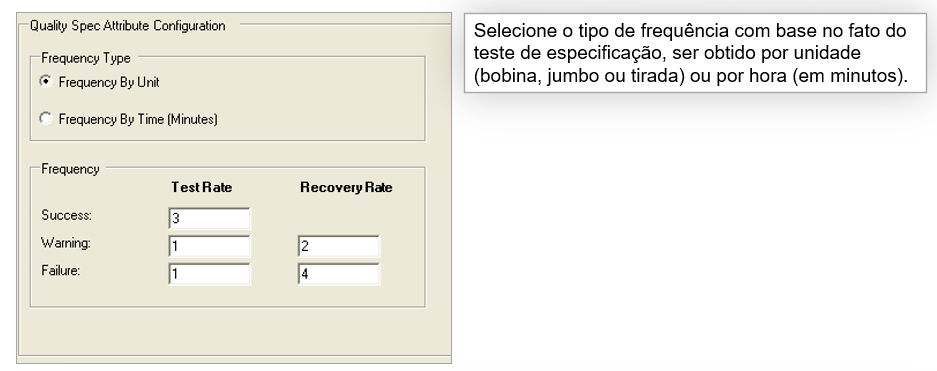 Quality Spec Attribute Configuration
Frequency Type
Frequency By Unit
Frequency By Time (Minutes)
Frequency
Test Rate Recovery Rate
Success: 3
Warning: 1 2
Failure: 1 4
Selecione o tipo de frequência com base no fato do
teste de especificação, ser obtido por unidade
(bobina, jumbo ou tirada) ou por hora (em minutos).